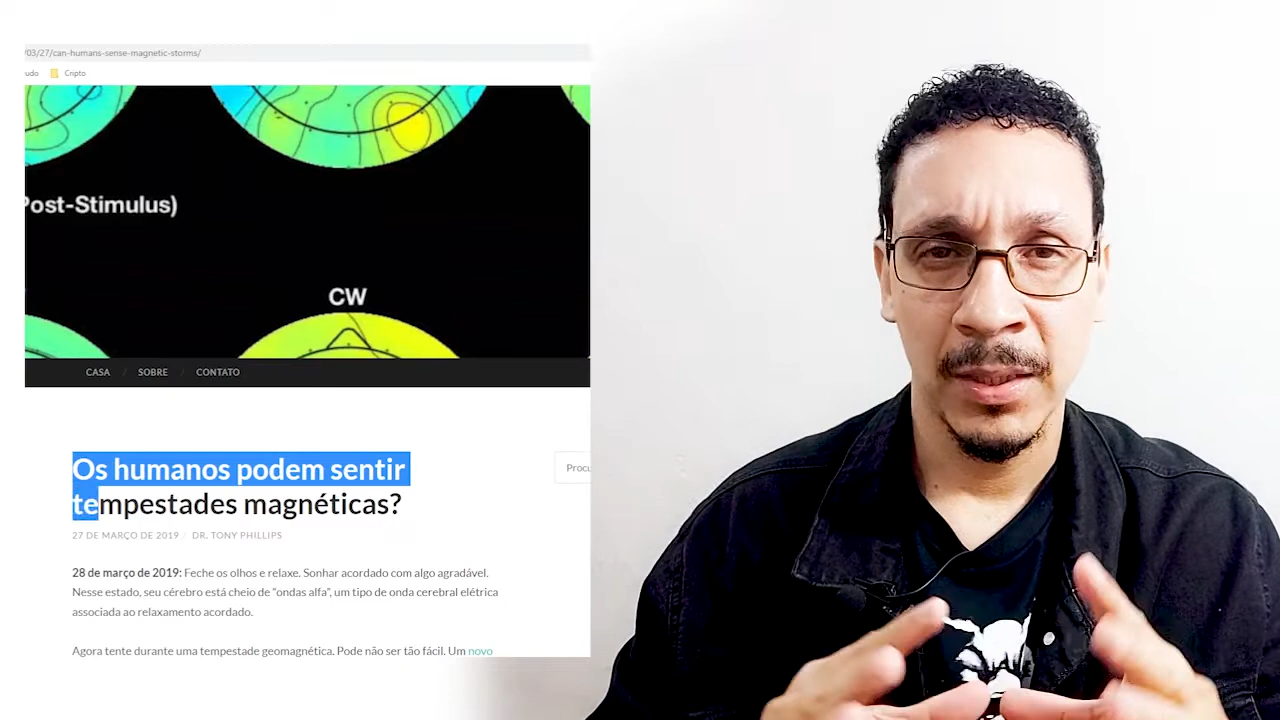 /03/27/can-humans-sense-magnetic-storms/
udo Cripto
Post-Stimulus)
CW
CASA / SOBRE / CONTATO
Os humanos podem sentir
tempestades magnéticas?
Procu
27 DE MARÇO DE 2019 / DR. TONY PHILLIPS
28 de março de 2019: Feche os olhos e relaxe. Sonhar acordado com algo agradável.
Nesse estado, seu cérebro está cheio de "ondas alfa", um tipo de onda cerebral elétrica
associada ao relaxamento acordado.
Agora tente durante uma tempestade geomagnética. Pode não ser tão fácil. Um novo